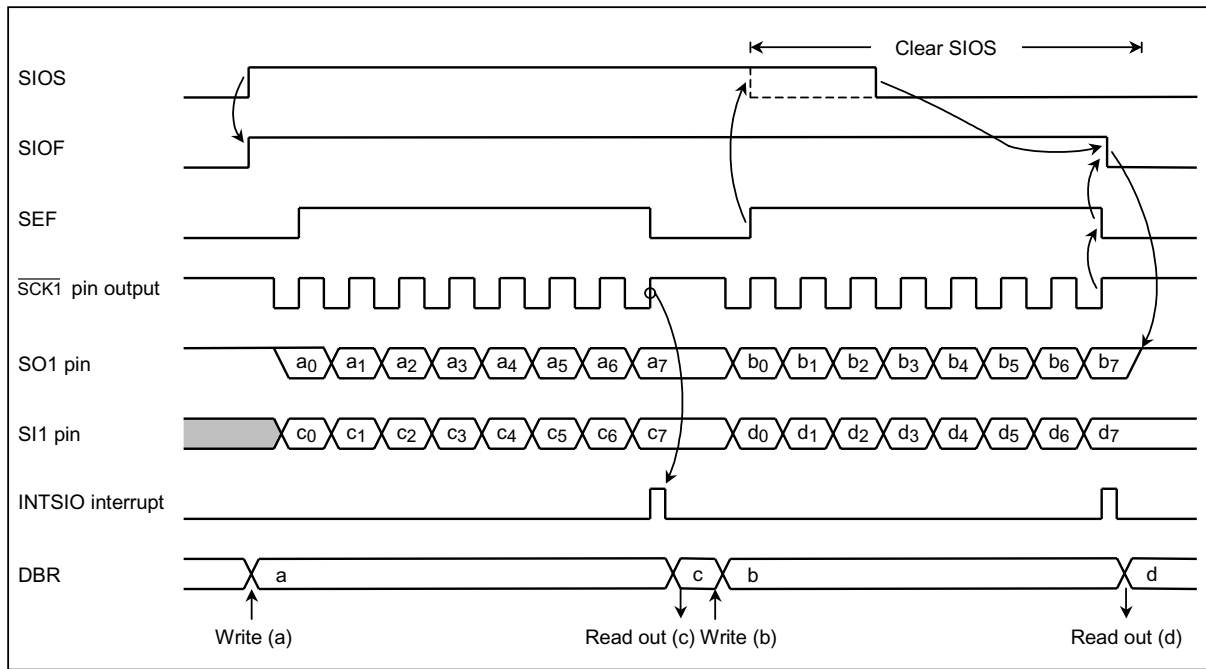 Clear SIOS
SIOS
SIOF
SEF
SCK1 pin output
SO1 pin a0 a1 a2 a3 a4 a5 a6 a7 b0 b1 b2 b3 b4 b5 b6 b7
SI1 pin c0 c1 c2 c3 c4 c5 c6 c7 d0 d1 d2 d3 d4 d5 d6 d7
INTSIO interrupt
DBR a c b d
Write (a) Read out (c) Write (b) Read out (d)